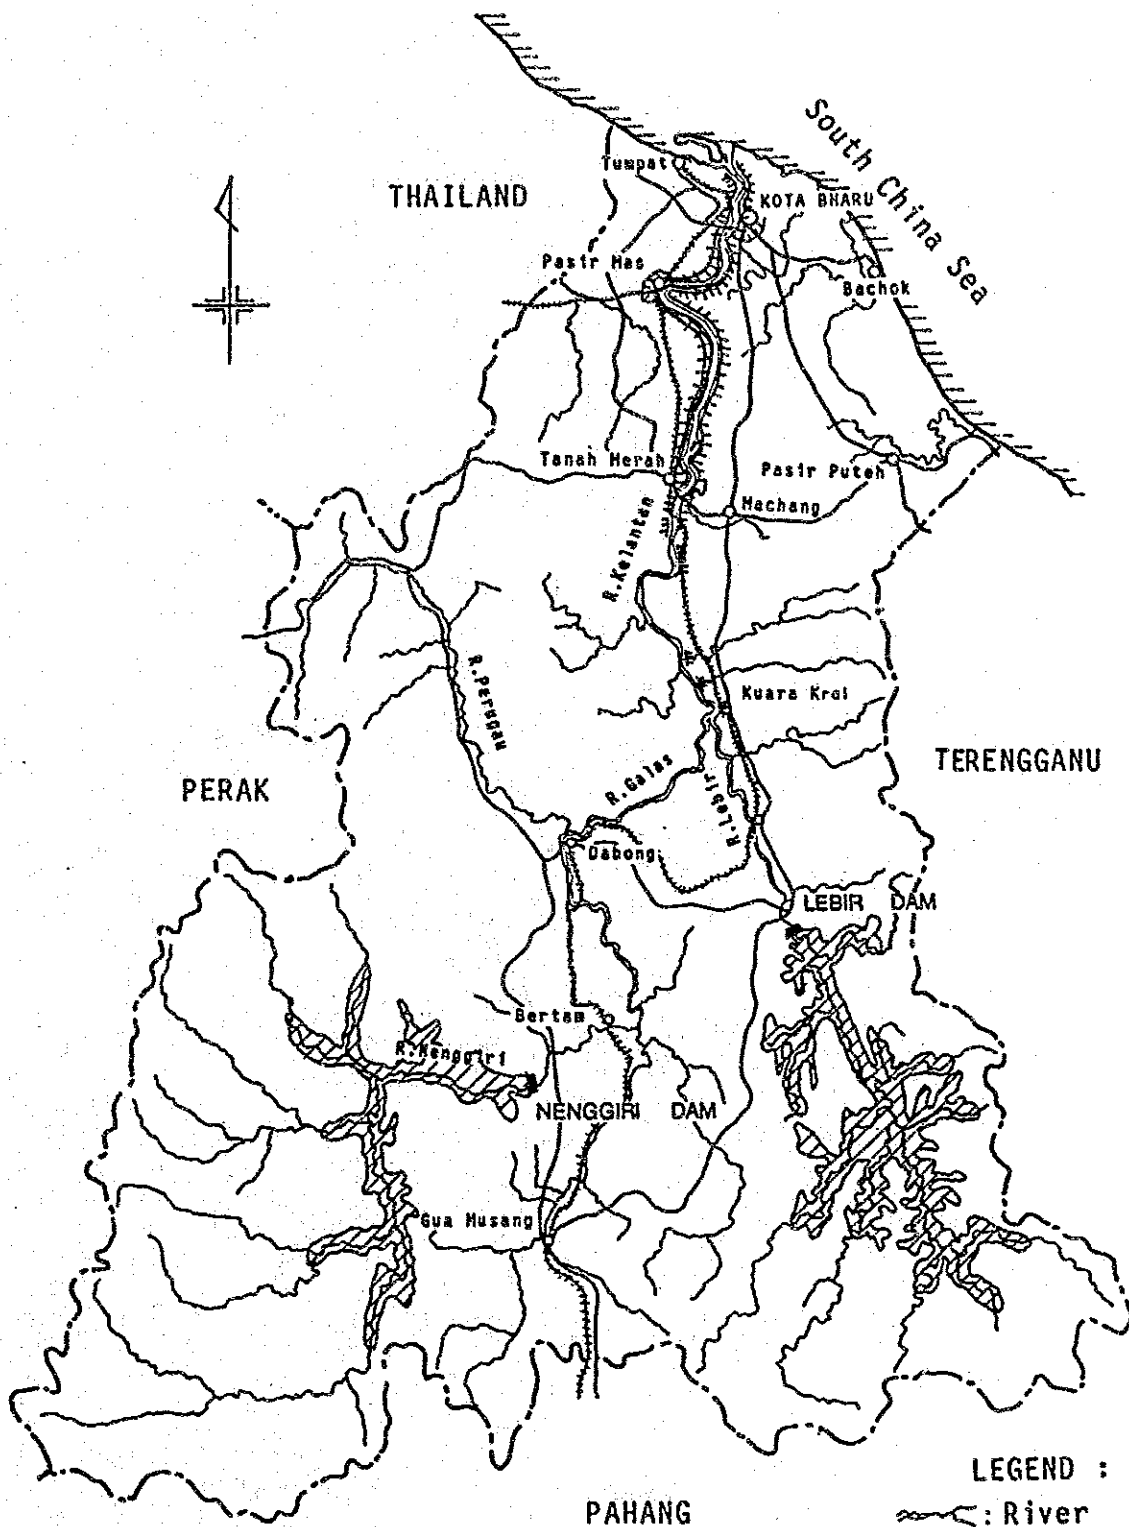 South China Sea
Tumpat
THAILAND
KOTA BHARU
Pasir Mas
Bachok
Tanah Merah
Pasir Puteh
Machang
R.Kelantan
R.Pergau
Kuara Krai
TERENGGANU
PERAK
R.Galas
R.Lebir
Dabong
LEBIR DAM
Bertam
R.Nenggiri
NENGGIRI DAM
Gua Musang
LEGEND :
PAHANG
: River